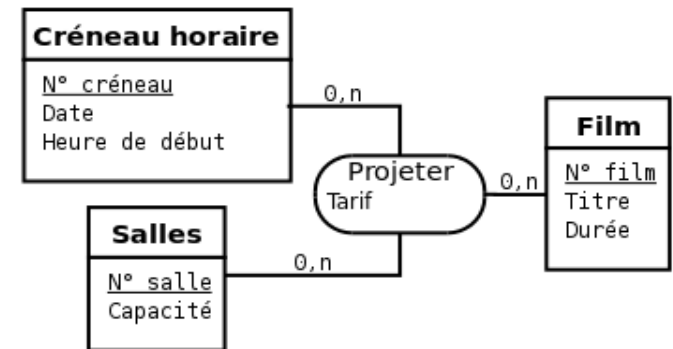 Créneau horaire
N° créneau
Date
Heure de début
0,n
Film
N° film
Titre
Durée
Projeter
Tarif
0,n
Salles
N° salle
Capacité
0,n